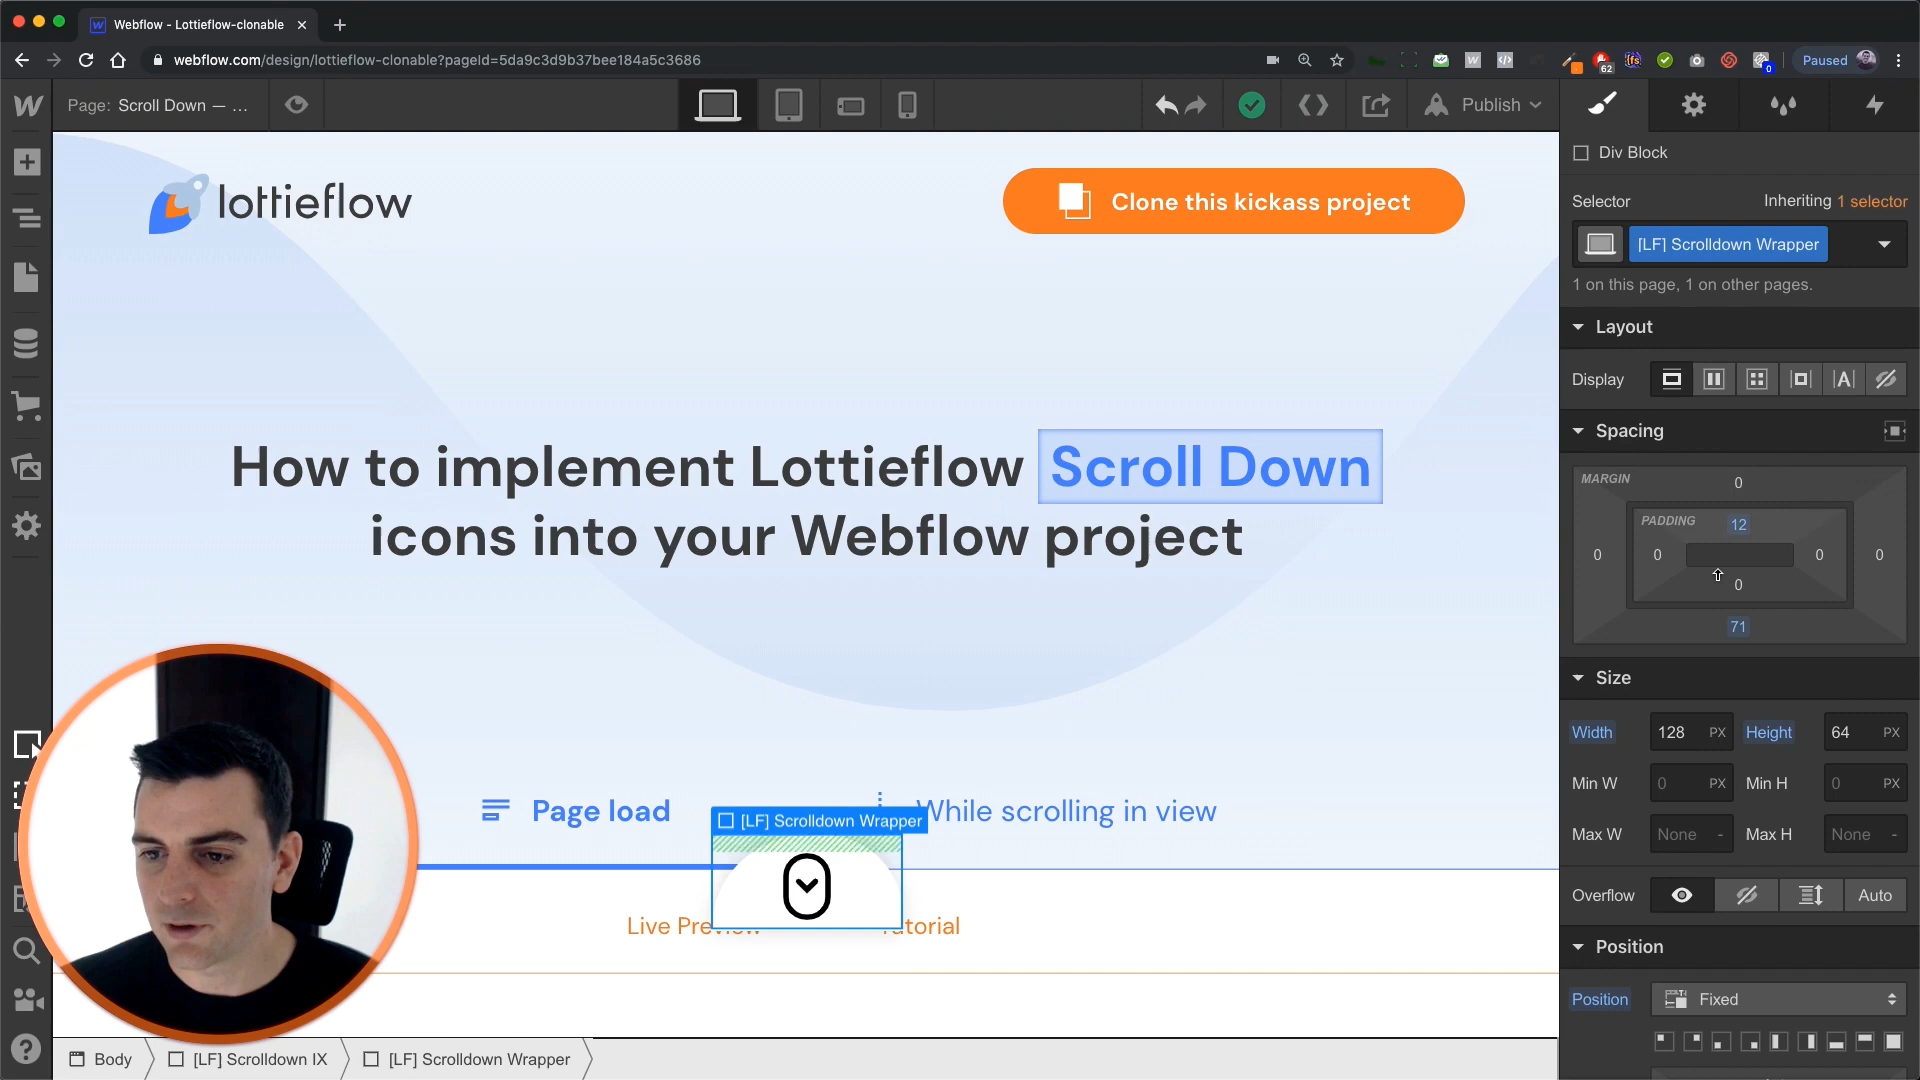 Webflow - Lottieflow-clonable
webflow.com/design/lottieflow-clonable?pageId=5da9c3d9b37bee184a5c3686
62
0
Paused
Page: Scroll Down — ...
Publish
lottieflow
Clone this kickass project
How to implement Lottieflow Scroll Down
icons into your Webflow project
Page load
While scrolling in view
[LF] Scrolldown Wrapper
Live Preview
Tutorial
Body
[LF] Scrolldown IX
[LF] Scrolldown Wrapper
Div Block
Selector
Inheriting 1 selector
[LF] Scrolldown Wrapper
1 on this page, 1 on other pages.
Layout
Display
Spacing
MARGIN
0
PADDING
12
0
0
0
0
0
71
Size
Width 128 PX Height 64 PX
Min W 0 PX Min H 0 PX
Max W None - Max H None -
Overflow Auto
Position
Position Fixed